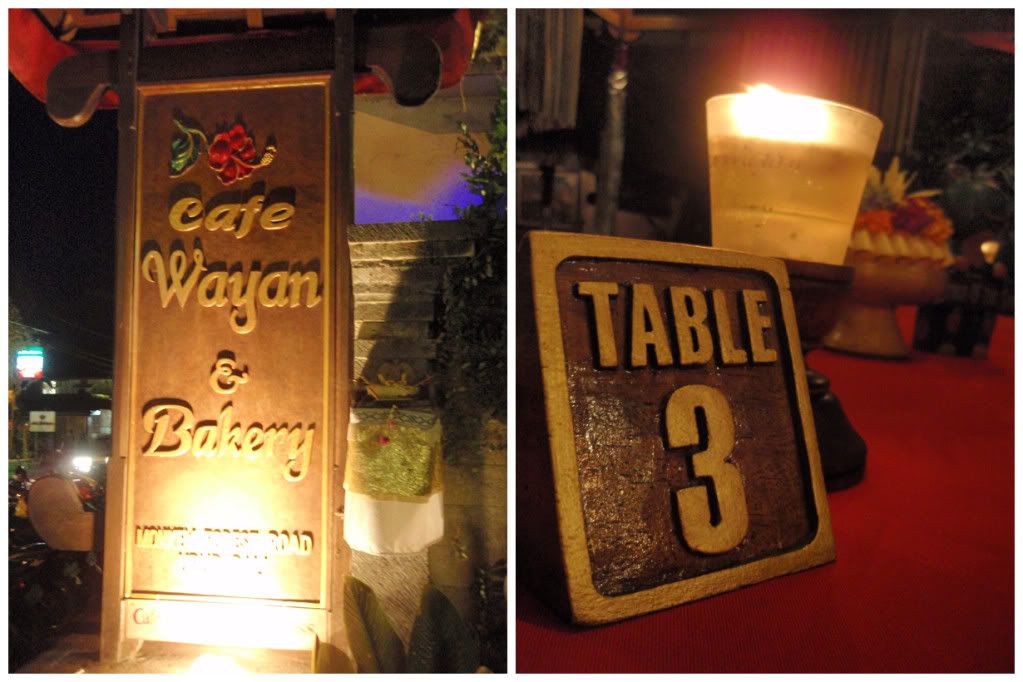 Cafe
Wayan
&
Bakery
MONKEY FOREST ROAD
TABLE
3